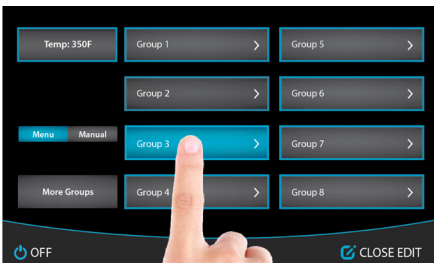 Temp: 350F
Group 1
Group 5
Group 2
Group 6
Menu
Manual
Group 3
Group 7
More Groups
Group 4
Group 8
OFF
CLOSE EDIT